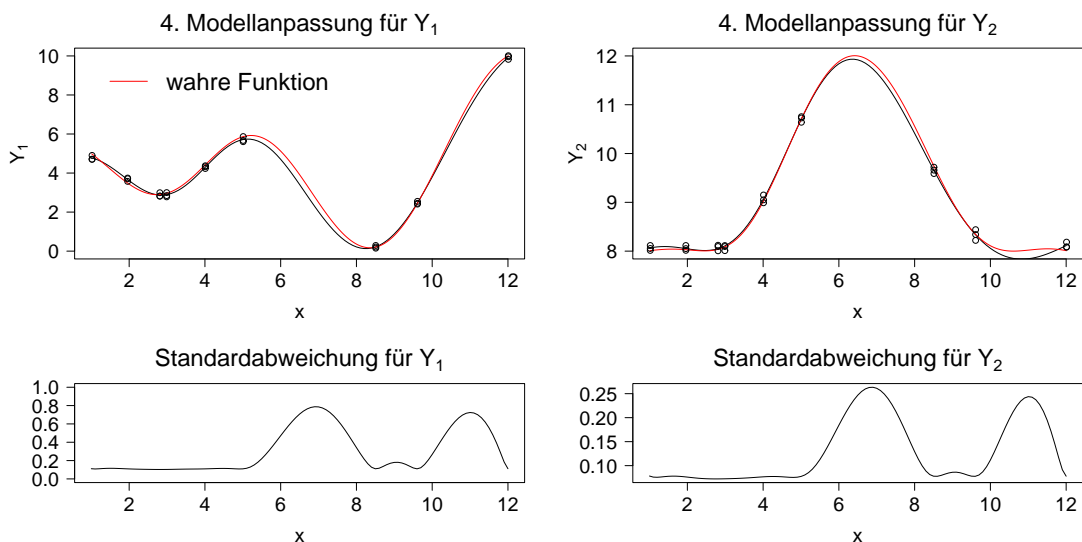 4. Modellanpassung für Y1
10
8
6
4
2
0
Y1
wahre Funktion
2 4 6 8 10 12
x
4. Modellanpassung für Y2
12
11
10
9
8
Y2
2 4 6 8 10 12
x
Standardabweichung für Y1
1.0
0.8
0.6
0.4
0.2
0.0
2 4 6 8 10 12
x
Standardabweichung für Y2
0.25
0.20
0.15
0.10
2 4 6 8 10 12
x